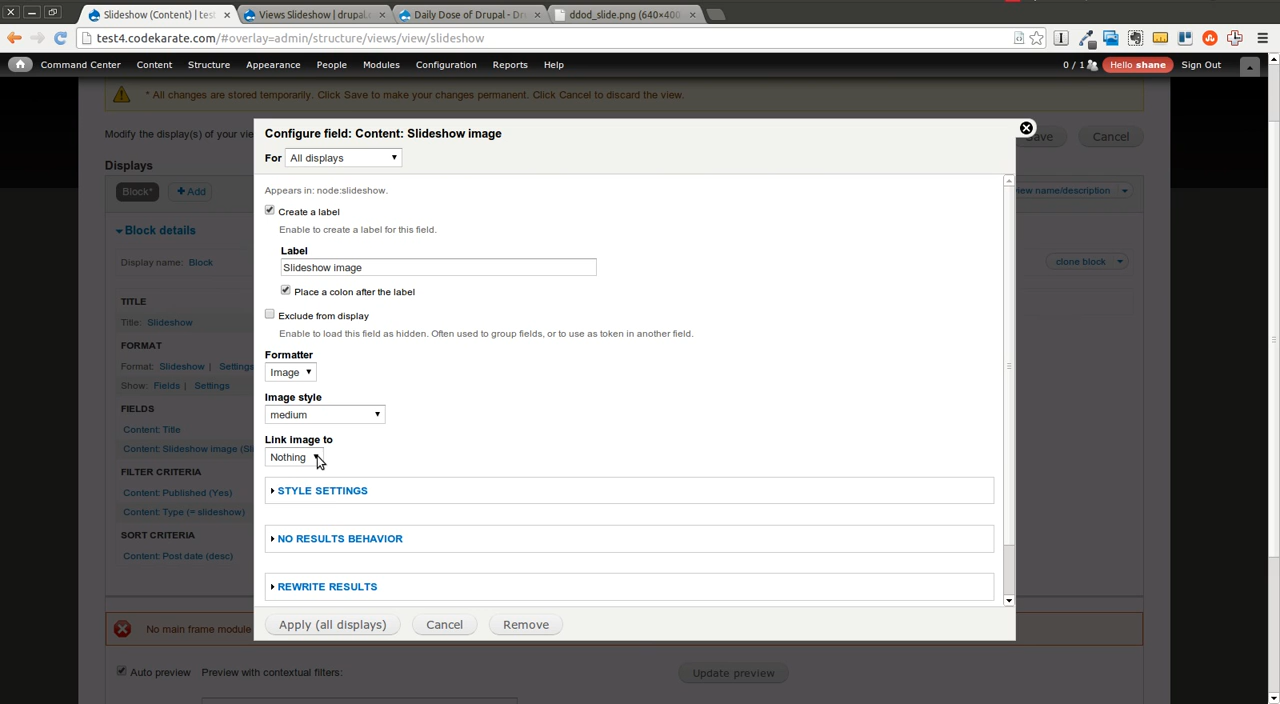 Slideshow (Content) | test
Views Slideshow | drupal.
Daily Dose of Drupal - Dr
ddod_slide.png (640×400
test4.codekarate.com/#overlay=admin/structure/views/view/slideshow
Command Center Content Structure Appearance People Modules Configuration Reports Help 0 / 1 Hello shane Sign Out
* All changes are stored temporarily. Click Save to make your changes permanent. Click Cancel to discard the view.
Modify the display(s) of your vie
Save Cancel
Displays
Block* +Add
view name/description
Block details
Display name: Block
clone block
TITLE
Title: Slideshow
FORMAT
Format: Slideshow | Settings
Show: Fields | Settings
FIELDS
Content: Title
Content: Slideshow image (Sli
FILTER CRITERIA
Content: Published (Yes)
Content: Type (= slideshow)
SORT CRITERIA
Content: Post date (desc)
No main frame module
Auto preview Preview with contextual filters: Update preview
Configure field: Content: Slideshow image
For All displays
Appears in: node:slideshow.
Create a label
Enable to create a label for this field.
Label
Slideshow image
Place a colon after the label
Exclude from display
Enable to load this field as hidden. Often used to group fields, or to use as token in another field.
Formatter
Image
Image style
medium
Link image to
Nothing
STYLE SETTINGS
NO RESULTS BEHAVIOR
REWRITE RESULTS
Apply (all displays) Cancel Remove